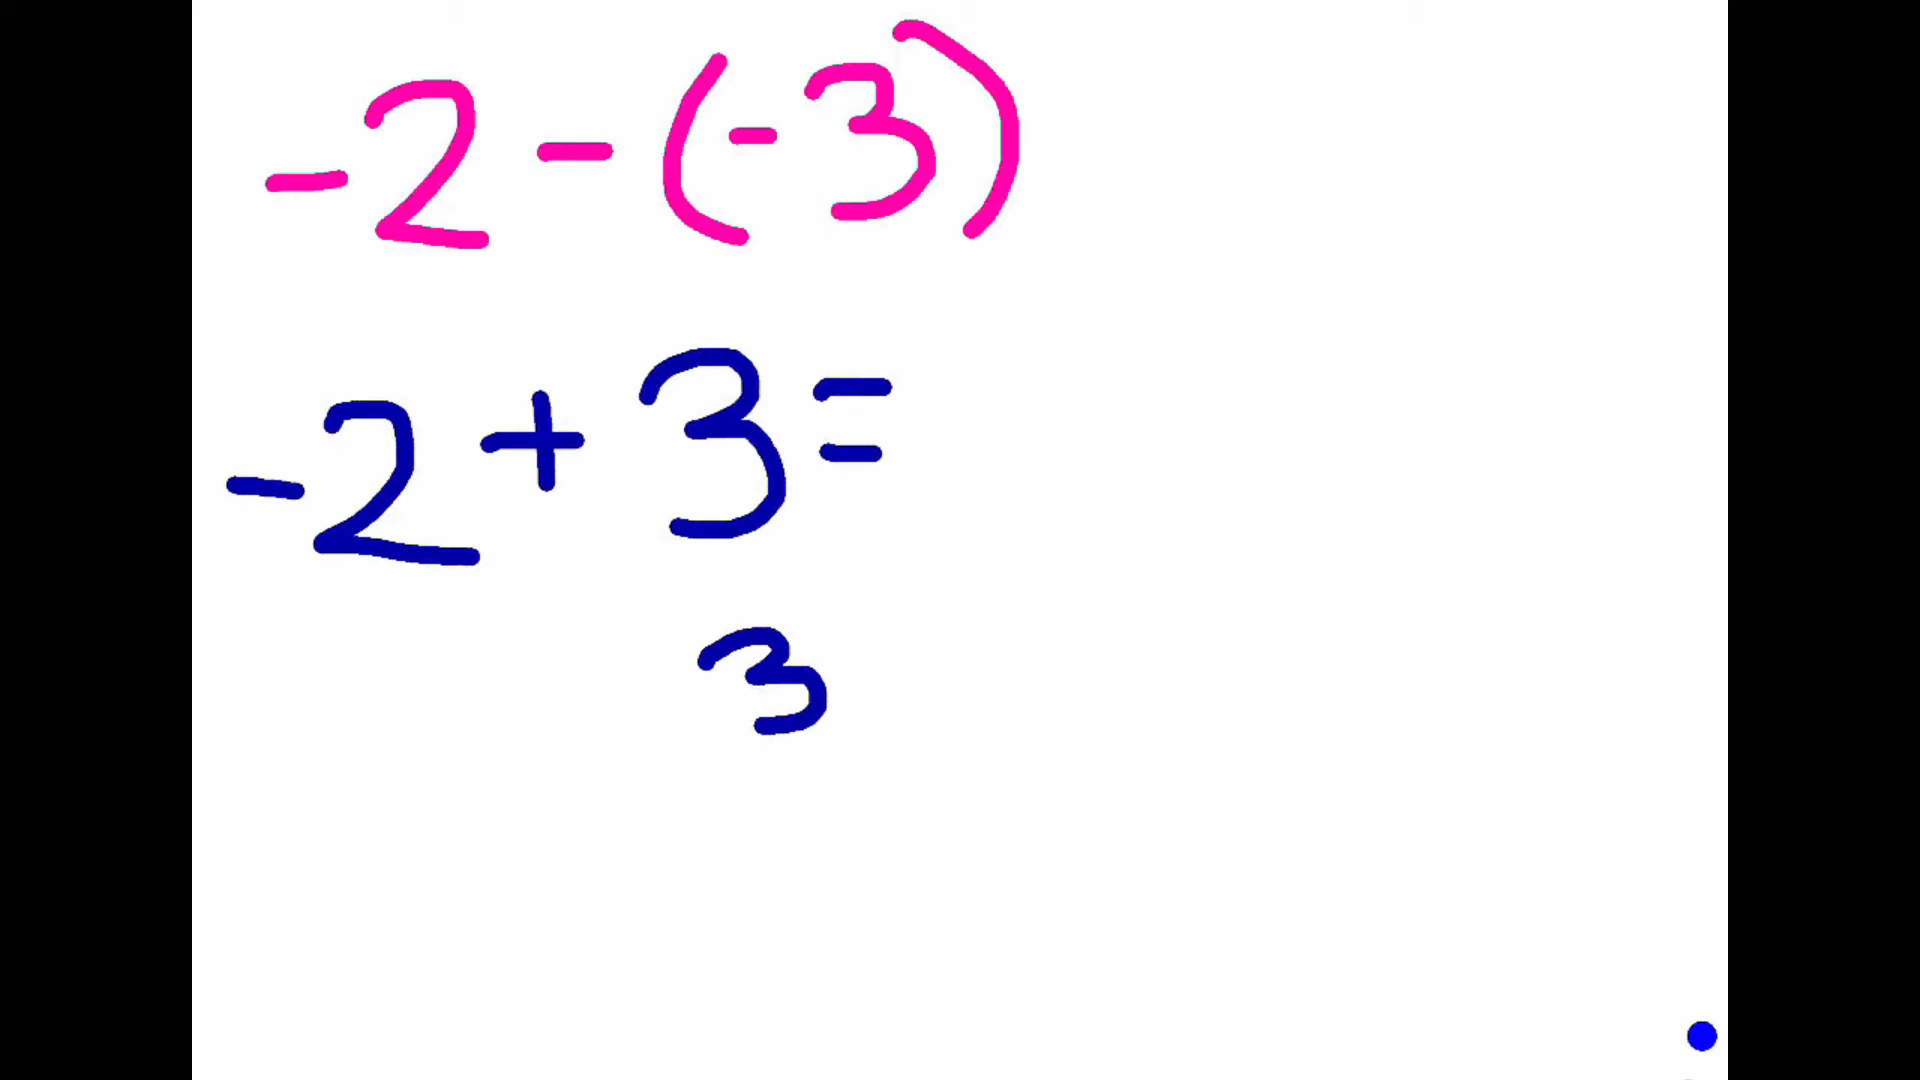 -2 - (-3)
-2 + 3 =
3